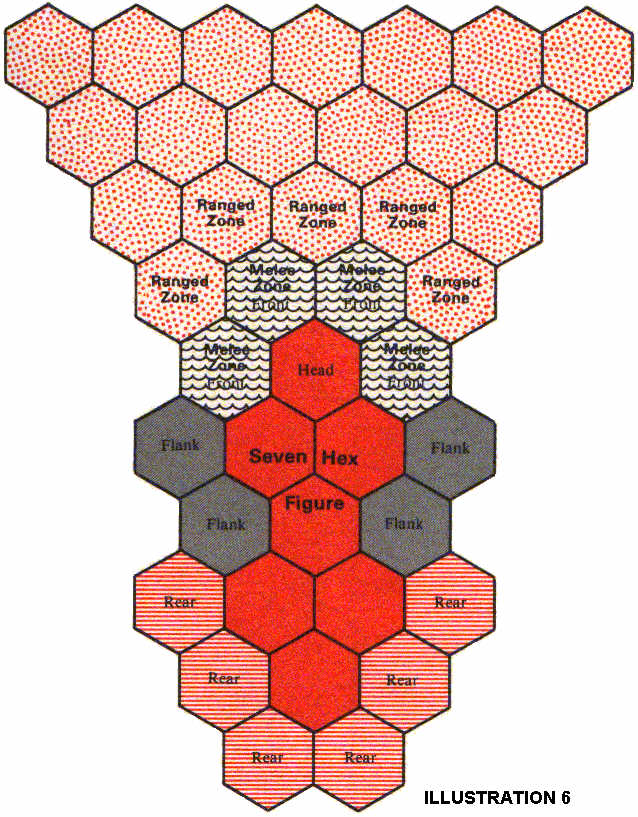 Ranged Zone
Ranged Zone
Ranged Zone
Ranged Zone
Melee Zone Front
Melee Zone Front
Ranged Zone
Melee Zone Front
Head
Melee Zone Front
Flank
Seven Hex
Flank
Flank
Figure
Flank
Rear
Rear
Rear
Rear
Rear
Rear
ILLUSTRATION 6